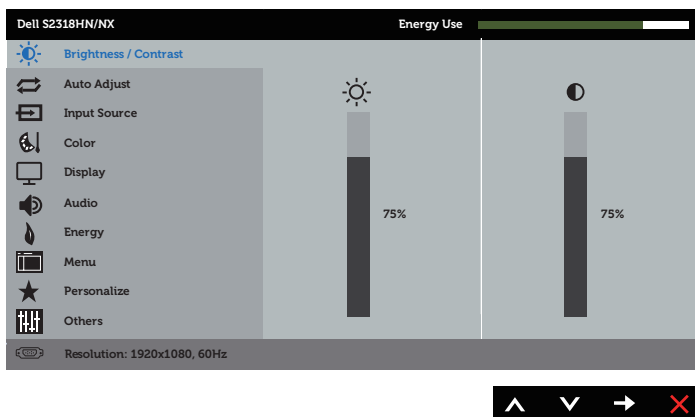 Dell S2318HN/NX
Energy Use
Brightness / Contrast
Auto Adjust
Input Source
Color
Display
Audio
Energy
Menu
Personalize
Others
75%
75%
Resolution: 1920x1080, 60Hz